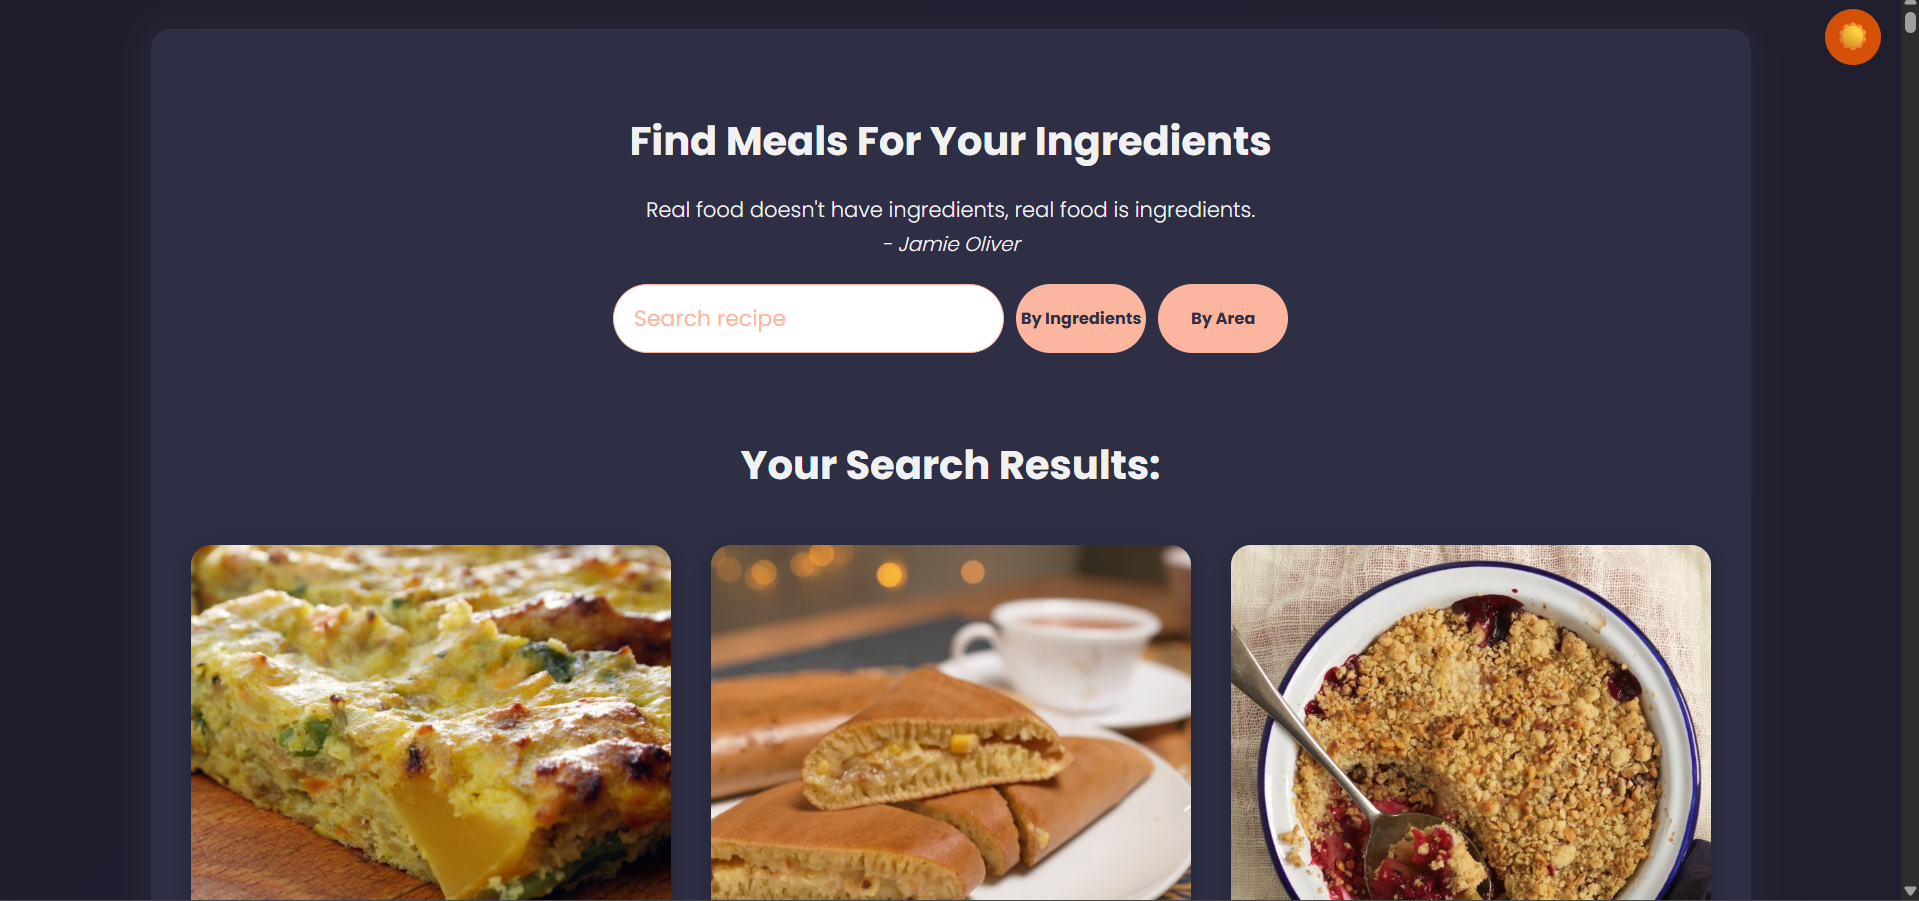 Find Meals For Your Ingredients
Real food doesn't have ingredients, real food is ingredients.
- Jamie Oliver
Search recipe
By Ingredients
By Area
Your Search Results: